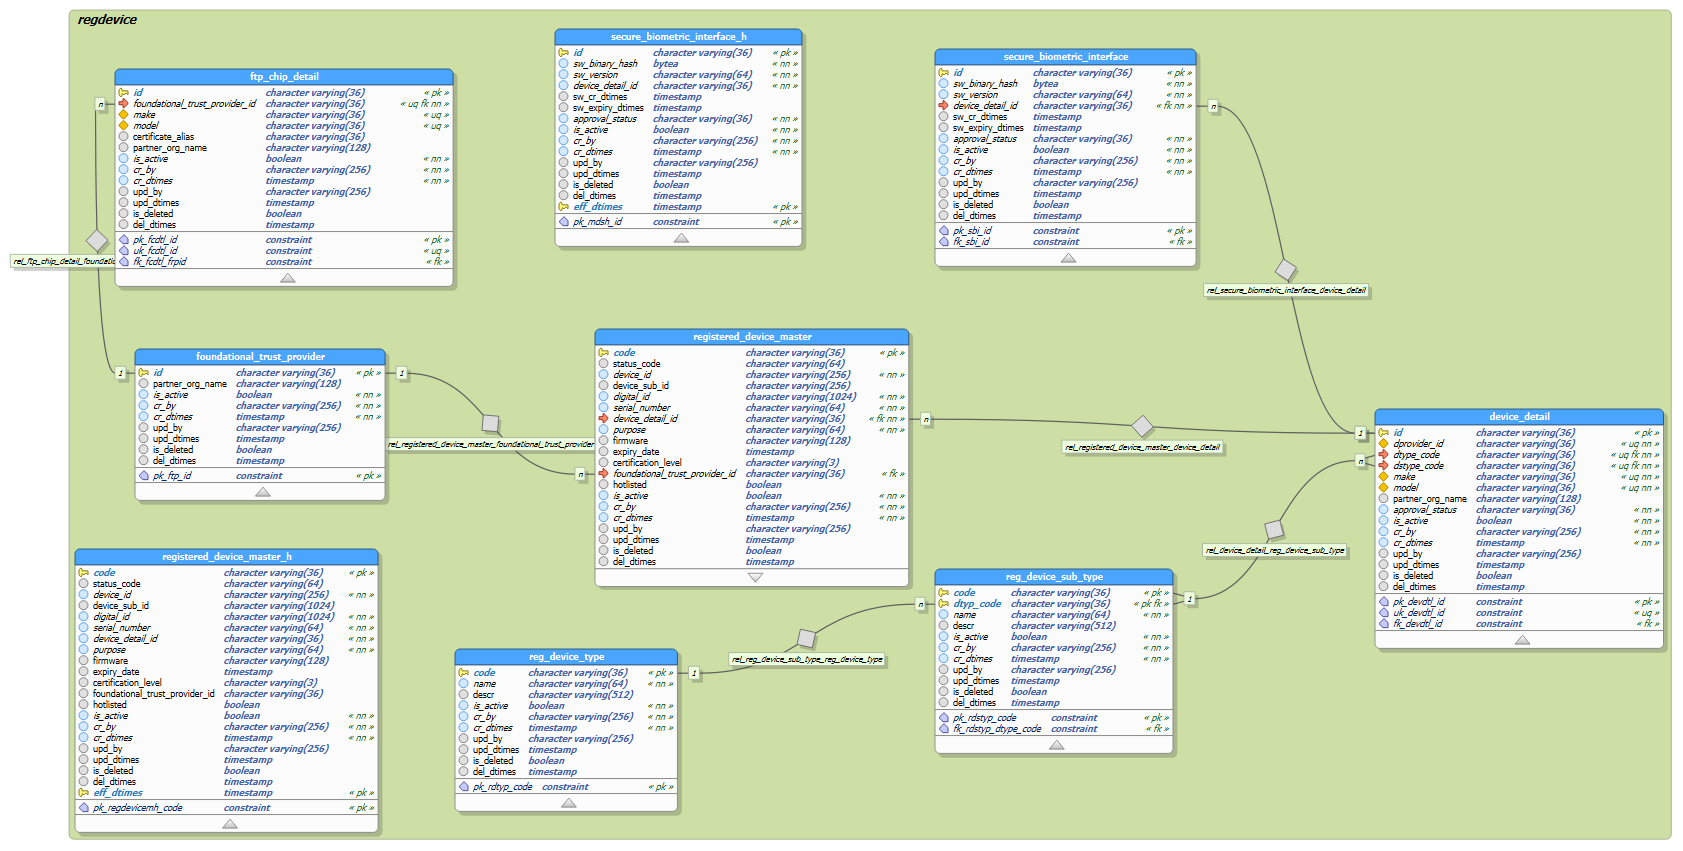 regdevice
ftp_chip_detail
id character varying(36) « pk »
foundational_trust_provider_id character varying(36) « uq fk nn »
make character varying(36) « uq »
model character varying(36) « uq »
certificate_alias character varying(36)
partner_org_name character varying(128)
is_active boolean « nn »
cr_by character varying(256) « nn »
cr_dtimes timestamp « nn »
upd_by character varying(256)
upd_dtimes timestamp
is_deleted boolean
del_dtimes timestamp
pk_fcdtl_id constraint « pk »
uk_fcdtl_id constraint « uq »
fk_fcdtl_frpid constraint « fk »
secure_biometric_interface_h
id character varying(36) « pk »
sw_binary_hash bytea « nn »
sw_version character varying(64) « nn »
device_detail_id character varying(36) « nn »
sw_cr_dtimes timestamp
sw_expiry_dtimes timestamp
approval_status character varying(36) « nn »
is_active boolean « nn »
cr_by character varying(256) « nn »
cr_dtimes timestamp « nn »
upd_by character varying(256)
upd_dtimes timestamp
is_deleted boolean
del_dtimes timestamp
eff_dtimes timestamp « pk »
pk_mdsh_id constraint « pk »
secure_biometric_interface
id character varying(36) « pk »
sw_binary_hash bytea « nn »
sw_version character varying(64) « nn »
device_detail_id character varying(36) « fk nn »
sw_cr_dtimes timestamp
sw_expiry_dtimes timestamp
approval_status character varying(36) « nn »
is_active boolean « nn »
cr_by character varying(256) « nn »
cr_dtimes timestamp « nn »
upd_by character varying(256)
upd_dtimes timestamp
is_deleted boolean
del_dtimes timestamp
pk_sbi_id constraint « pk »
fk_sbi_id constraint « fk »
n
n
rel_ftp_chip_detail_foundatio
rel_secure_biometric_interface_device_detail
foundational_trust_provider
id character varying(36) « pk »
partner_org_name character varying(128)
is_active boolean « nn »
cr_by character varying(256) « nn »
cr_dtimes timestamp « nn »
upd_by character varying(256)
upd_dtimes timestamp
is_deleted boolean
del_dtimes timestamp
pk_ftp_id constraint « pk »
1
1
rel_registered_device_master_foundational_trust_provider
n
registered_device_master
code character varying(36) « pk »
status_code character varying(64)
device_id character varying(256) « nn »
device_sub_id character varying(256)
digital_id character varying(1024) « nn »
serial_number character varying(64) « nn »
device_detail_id character varying(36) « fk nn »
purpose character varying(64) « nn »
firmware character varying(128)
expiry_date timestamp
certification_level character varying(3)
foundational_trust_provider_id character varying(36) « fk »
hotlisted boolean
is_active boolean « nn »
cr_by character varying(256) « nn »
cr_dtimes timestamp « nn »
upd_by character varying(256)
upd_dtimes timestamp
is_deleted boolean
del_dtimes timestamp
n
rel_registered_device_master_device_detail
1
n
device_detail
id character varying(36) « pk »
dprovider_id character varying(36) « uq nn »
dtype_code character varying(36) « uq fk nn »
dstype_code character varying(36) « uq fk nn »
make character varying(36) « uq nn »
model character varying(36) « uq nn »
partner_org_name character varying(128)
approval_status character varying(36) « nn »
is_active boolean « nn »
cr_by character varying(256) « nn »
cr_dtimes timestamp « nn »
upd_by character varying(256)
upd_dtimes timestamp
is_deleted boolean
del_dtimes timestamp
pk_devdtl_id constraint « pk »
uk_devdtl_id constraint « uq »
fk_devdtl_id constraint « fk »
rel_device_detail_reg_device_sub_type
registered_device_master_h
code character varying(36) « pk »
status_code character varying(64)
device_id character varying(256) « nn »
device_sub_id character varying(1024)
digital_id character varying(1024) « nn »
serial_number character varying(64) « nn »
device_detail_id character varying(36) « nn »
purpose character varying(64) « nn »
firmware character varying(128)
expiry_date timestamp
certification_level character varying(3)
foundational_trust_provider_id character varying(36)
hotlisted boolean
is_active boolean « nn »
cr_by character varying(256) « nn »
cr_dtimes timestamp « nn »
upd_by character varying(256)
upd_dtimes timestamp
is_deleted boolean
del_dtimes timestamp
eff_dtimes timestamp « pk »
pk_regdevicemh_code constraint « pk »
reg_device_type
code character varying(36) « pk »
name character varying(64) « nn »
descr character varying(512)
is_active boolean « nn »
cr_by character varying(256) « nn »
cr_dtimes timestamp « nn »
upd_by character varying(256)
upd_dtimes timestamp
is_deleted boolean
del_dtimes timestamp
pk_rdtyp_code constraint « pk »
1
rel_reg_device_sub_type_reg_device_type
n
reg_device_sub_type
code character varying(36) « pk »
dtyp_code character varying(36) « pk fk »
name character varying(64) « nn »
descr character varying(512)
is_active boolean « nn »
cr_by character varying(256) « nn »
cr_dtimes timestamp « nn »
upd_by character varying(256)
upd_dtimes timestamp
is_deleted boolean
del_dtimes timestamp
pk_rdstyp_code constraint « pk »
fk_rdstyp_dtype_code constraint « fk »
1